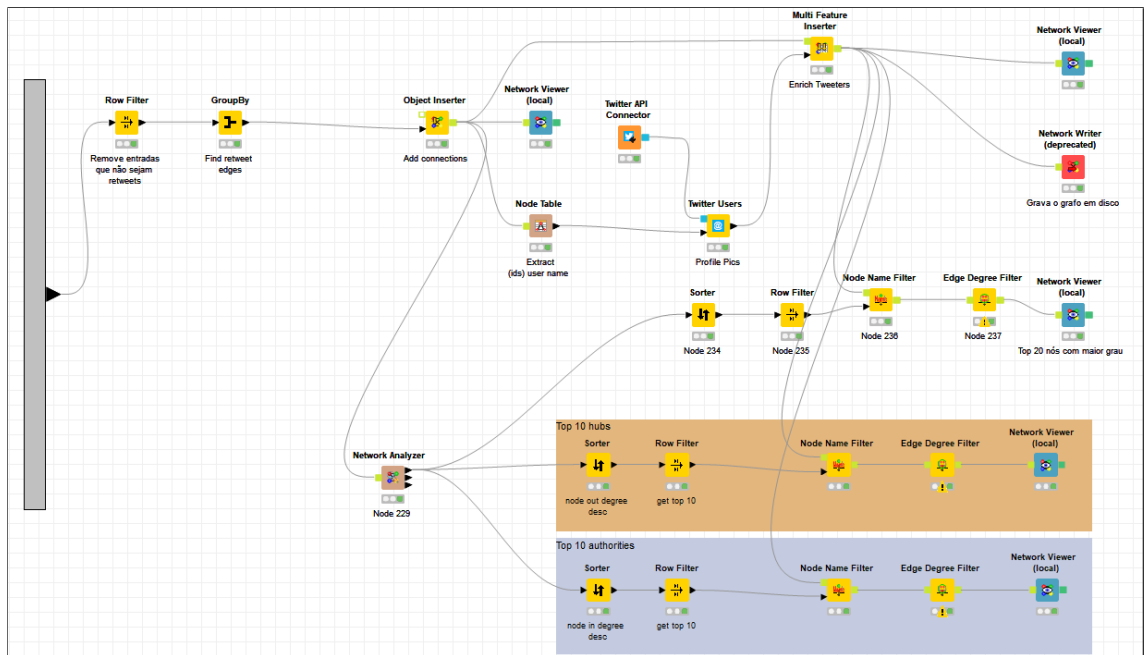 Multi Feature
Inserter
Enrich Tweeters
Network Viewer
(local)
Row Filter
Remove entradas
que não sejam
retweets
GroupBy
Find retweet
edges
Object Inserter
Add connections
Network Viewer
(local)
Twitter API
Connector
Network Writer
(deprecated)
Grava o grafo em disco
Node Table
Extract
(ids) user name
Twitter Users
Profile Pics
Sorter
Node 234
Row Filter
Node 235
Node Name Filter
Node 236
Edge Degree Filter
Node 237
Network Viewer
(local)
Top 20 nós com maior grau
Network Analyzer
Node 229
Top 10 hubs
Sorter
node out degree
desc
Row Filter
get top 10
Node Name Filter
Edge Degree Filter
Network Viewer
(local)
Top 10 authorities
Sorter
node in degree
desc
Row Filter
get top 10
Node Name Filter
Edge Degree Filter
Network Viewer
(local)